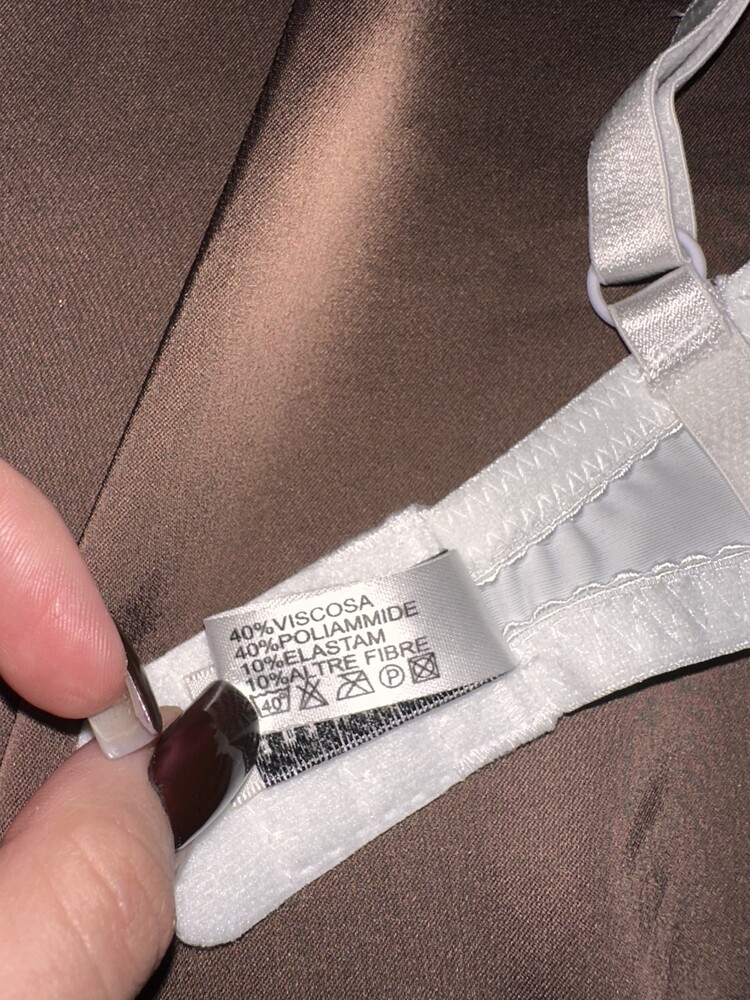 40%VISCOSA
40%POLIAMMIDE
10%ELASTAM
10%ALTRE FIBRE
40 P